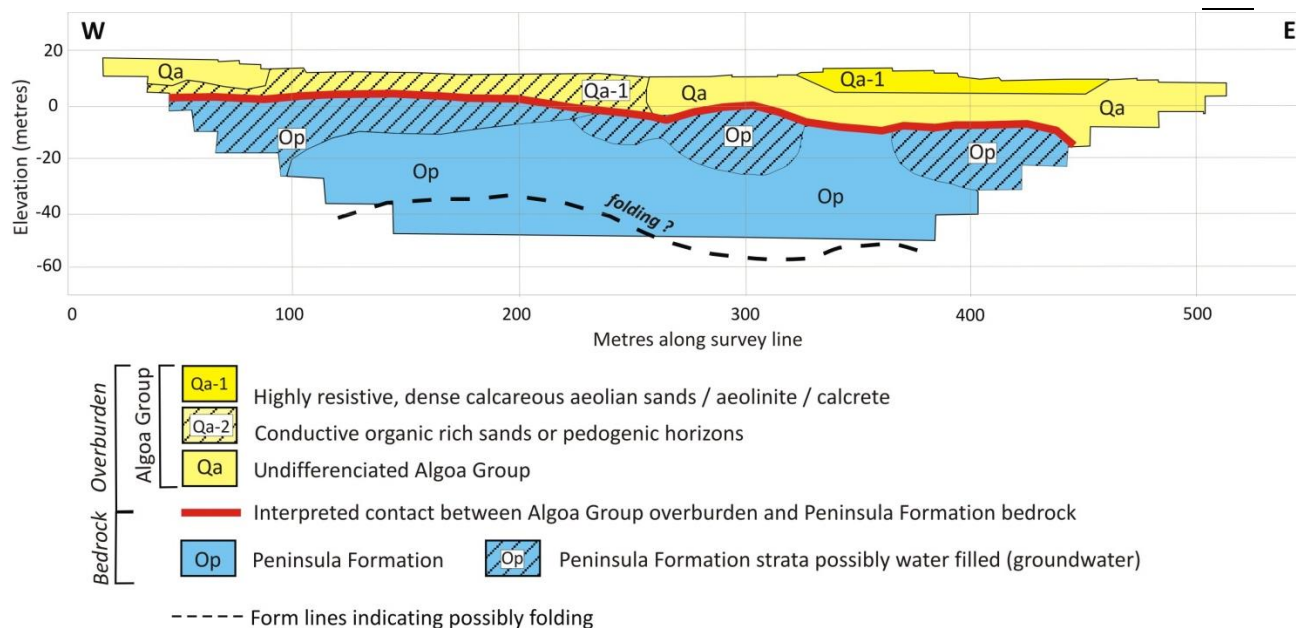 W E
20
Qa
Qa-1
Qa
Qa-1
Qa
0
Op
Op
Op
-20
Op
Op
-40
folding ?
-60
Elevation (metres)
0 100 200 300 400 500
Metres along survey line
Overburden
Algoa Group
Qa-1 Highly resistive, dense calcareous aeolian sands / aeolinite / calcrete
Qa-2 Conductive organic rich sands or pedogenic horizons
Qa Undifferenciated Algoa Group
Bedrock
Interpreted contact between Algoa Group overburden and Peninsula Formation bedrock
Op Peninsula Formation Op Peninsula Formation strata possibly water filled (groundwater)
Form lines indicating possibly folding